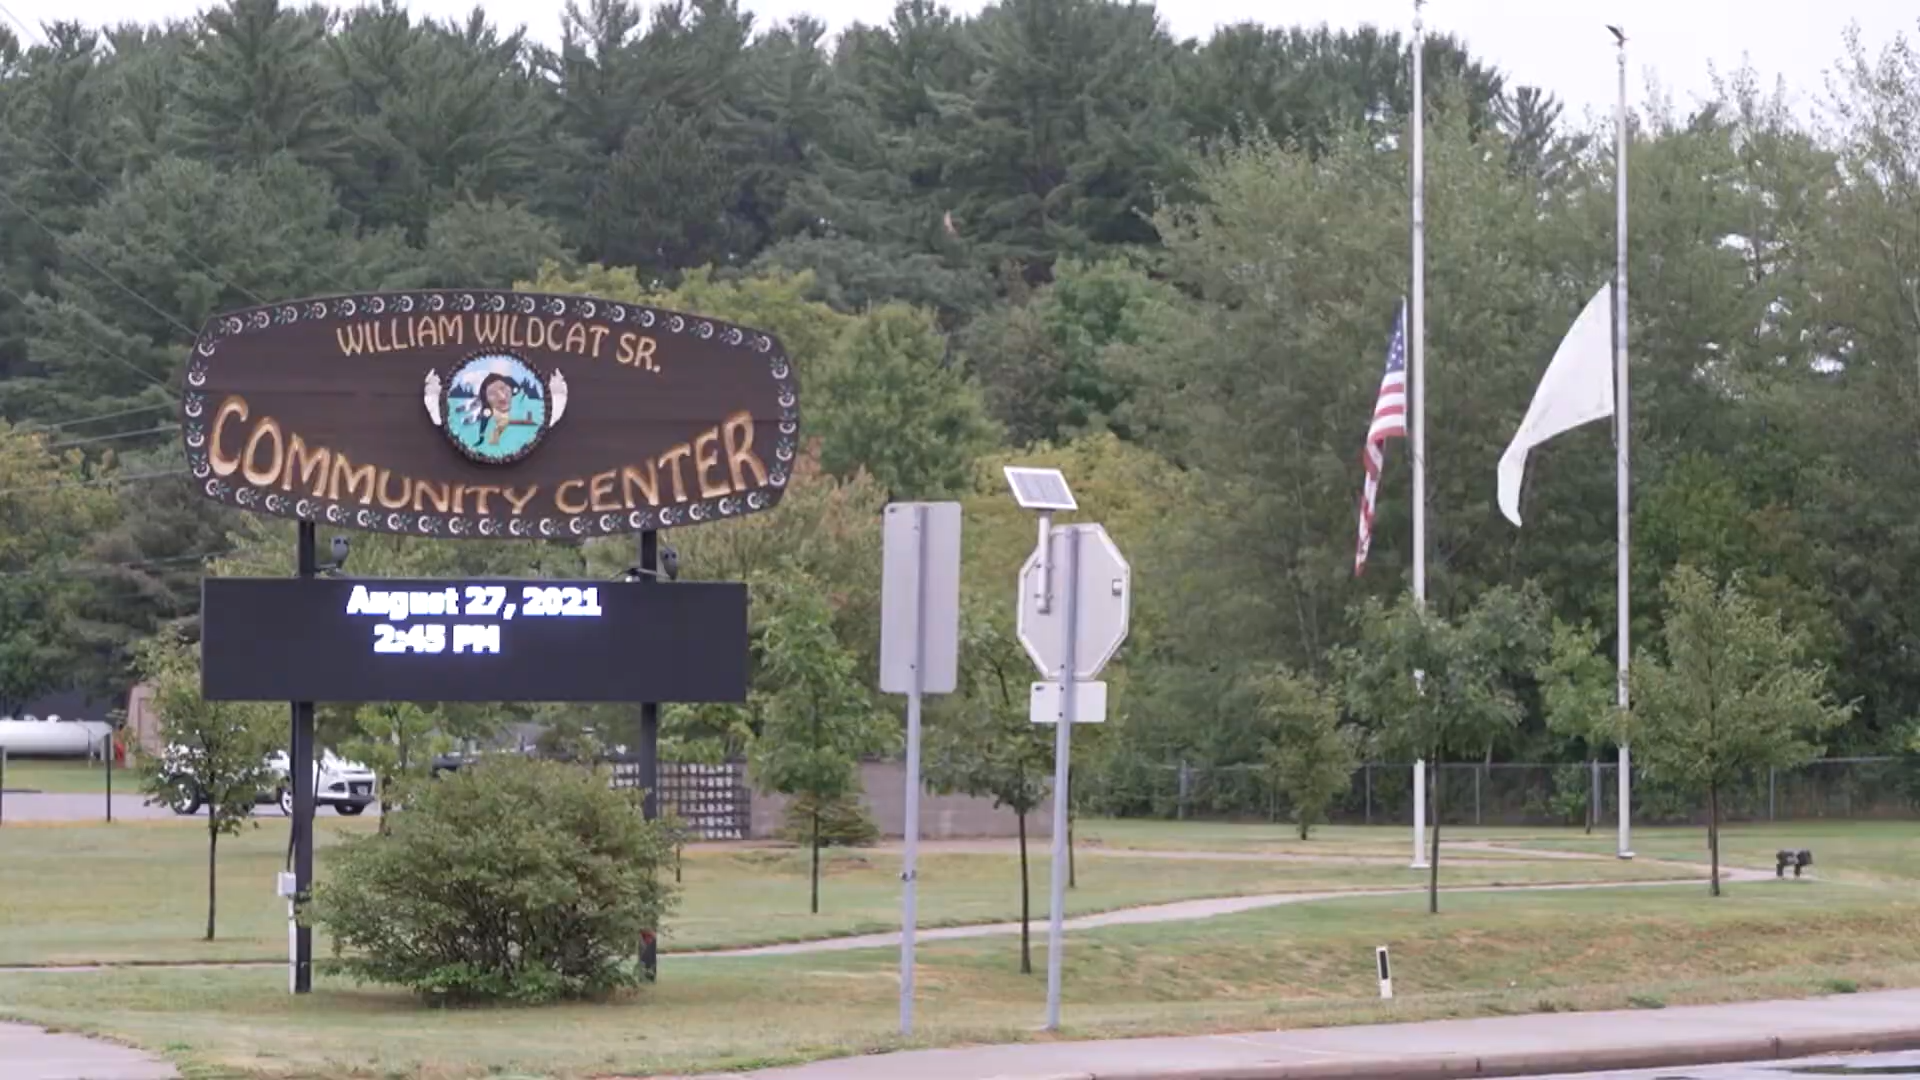 WILLIAM WILDCAT SR.
COMMUNITY CENTER
August 27, 2021
2:45 PM